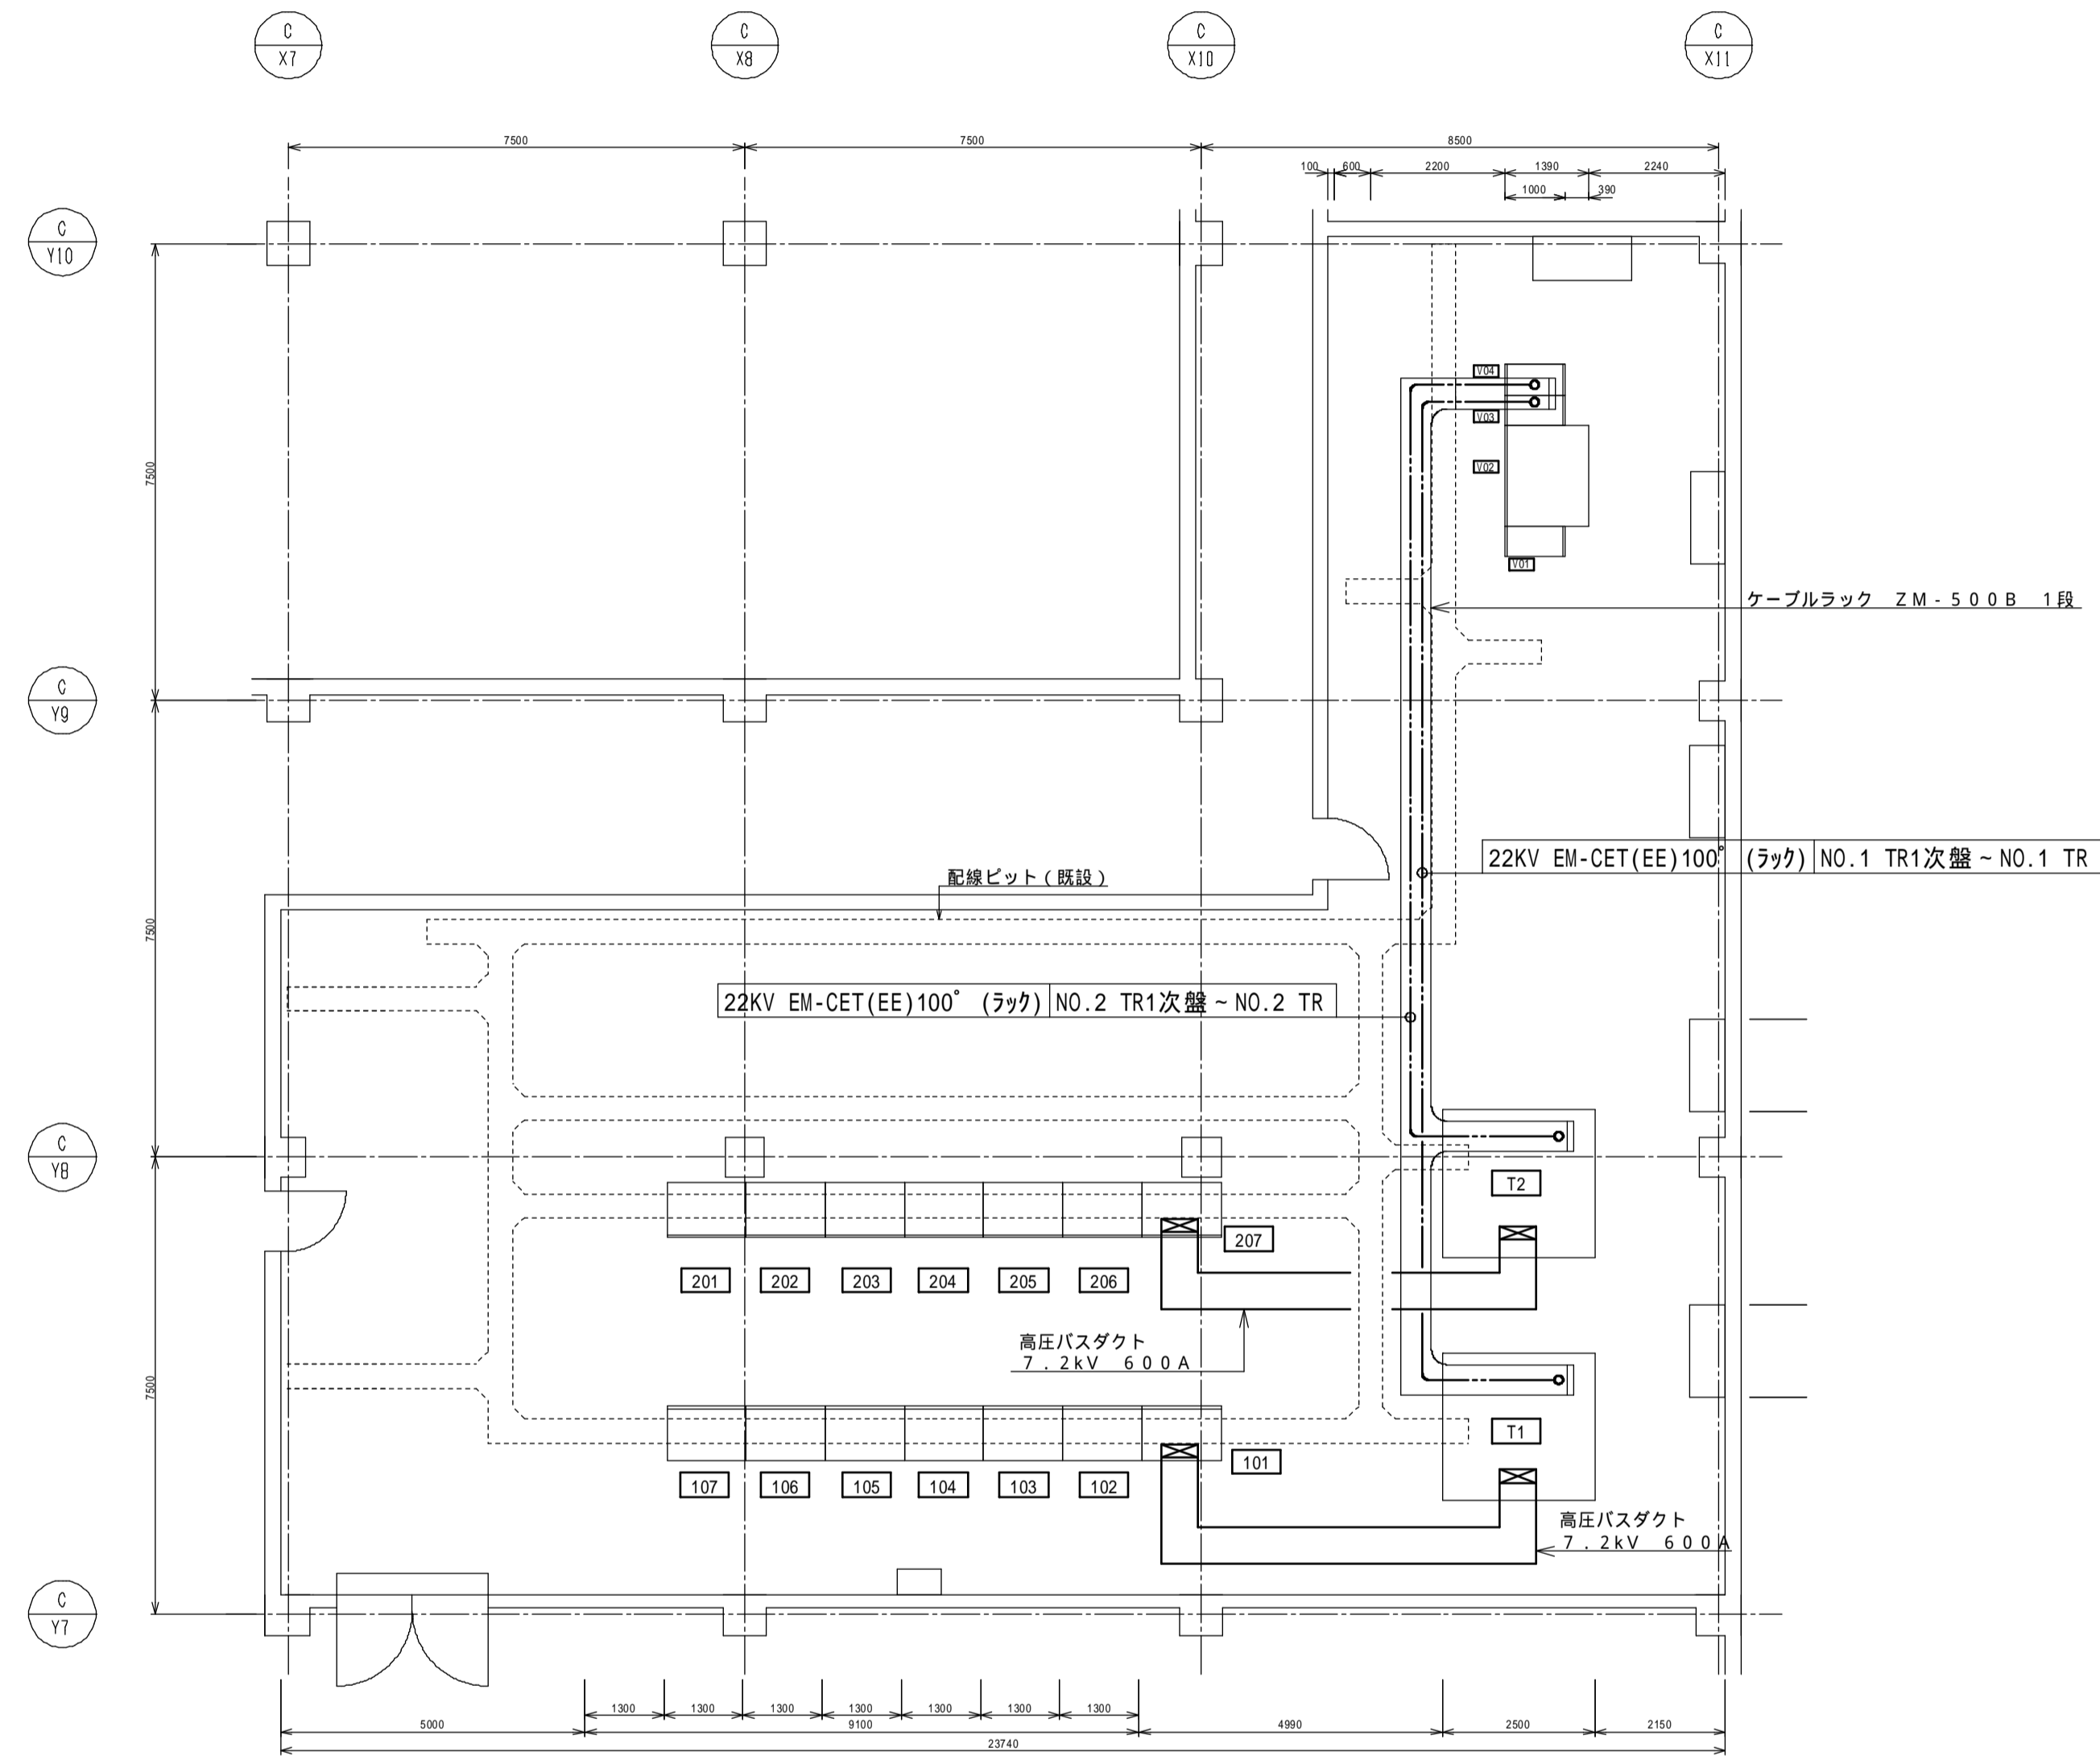 C
X7
C
X8
C
X10
C
X11
7500
7500
8500
100
600
2200
1390
2240
1000
390
C
Y10
7500
V04
V03
V02
V01
ケーブルラック ZM-500B 1段
C
Y9
22KV EM-CET(EE)100° (ラック) NO.1 TR1次盤~NO.1 TR
配線ピット(既設)
7500
22KV EM-CET(EE)100° (ラック) NO.2 TR1次盤~NO.2 TR
C
Y8
T2
207
201
202
203
204
205
206
高圧バスダクト
7.2kV 600A
7500
T1
101
107
106
105
104
103
102
高圧バスダクト
7.2kV 600A
C
Y7
1300
1300
1300
1300
1300
1300
1300
5000
9100
4990
2500
2150
23740